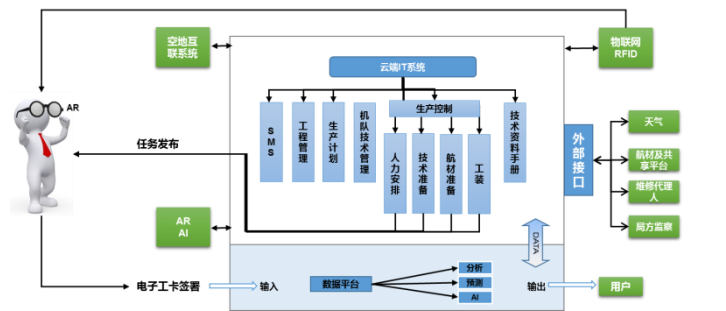 空地互
联系统
物联网
RFID
云端IT系统
AR
生产控制
SMS
工程管理
生产计划
机队技术管理
技术资料手册
人力安排
技术准备
航材准备
工装
任务发布
外部接口
天气
航材及共
享平台
维修代理
人
局方监察
AR
AI
DATA
电子工卡签署
输入
数据平台
分析
预测
AI
输出
用户